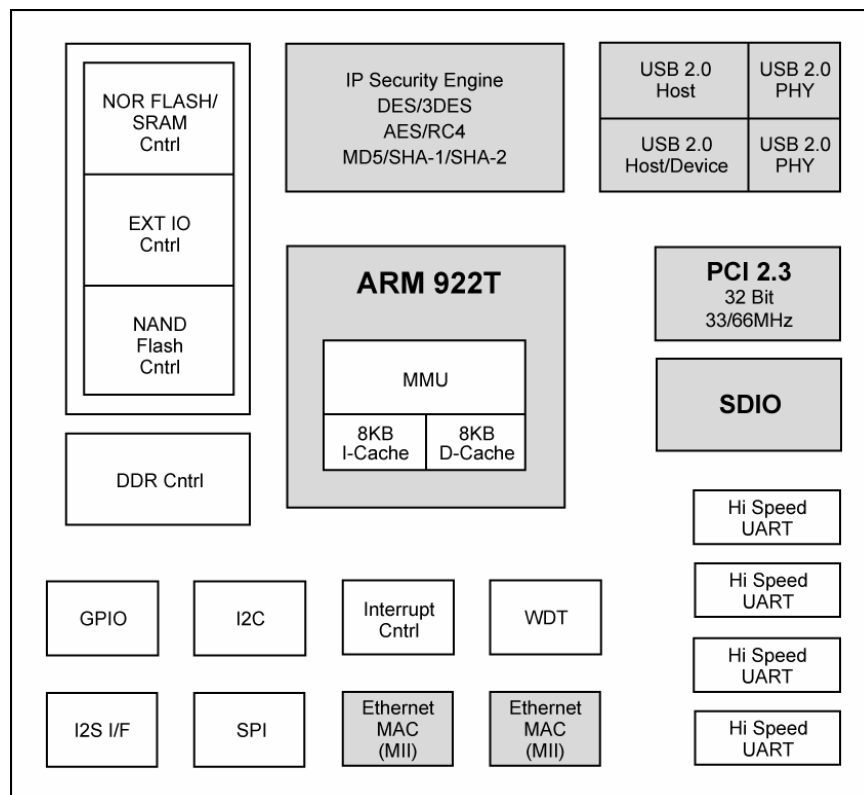 NOR FLASH/
SRAM
Cntrl
EXT IO
Cntrl
NAND
Flash
Cntrl
DDR Cntrl
IP Security Engine
DES/3DES
AES/RC4
MD5/SHA-1/SHA-2
USB 2.0
Host
USB 2.0
PHY
USB 2.0
Host/Device
USB 2.0
PHY
ARM 922T
MMU
8KB
I-Cache
8KB
D-Cache
PCI 2.3
32 Bit
33/66MHz
SDIO
Hi Speed
UART
Hi Speed
UART
Hi Speed
UART
Hi Speed
UART
GPIO
I2C
Interrupt
Cntrl
WDT
I2S I/F
SPI
Ethernet
MAC
(MII)
Ethernet
MAC
(MII)